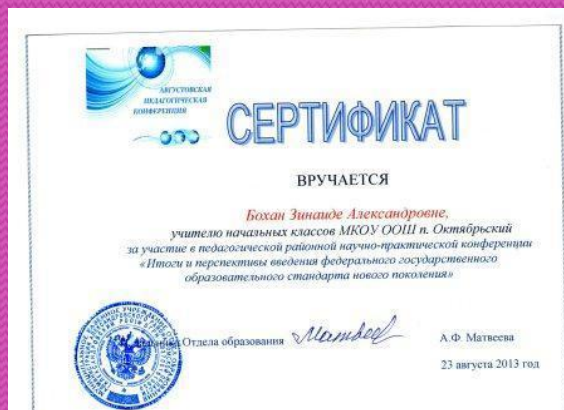 АВГУСТОВСКАЯ
ПЕДАГОГИЧЕСКАЯ
КОНФЕРЕНЦИЯ
СЕРТИФИКАТ
ВРУЧАЕТСЯ
Бохан Зинаиде Александровне,
учителю начальных классов МКОУ ООШ п. Октябрьский
за участие в педагогической районной научно-практической конференции
«Итоги и перспективы введения федерального государственного
образовательного стандарта нового поколения»
Отдела образования
А.Ф. Матвеева
23 августа 2013 год